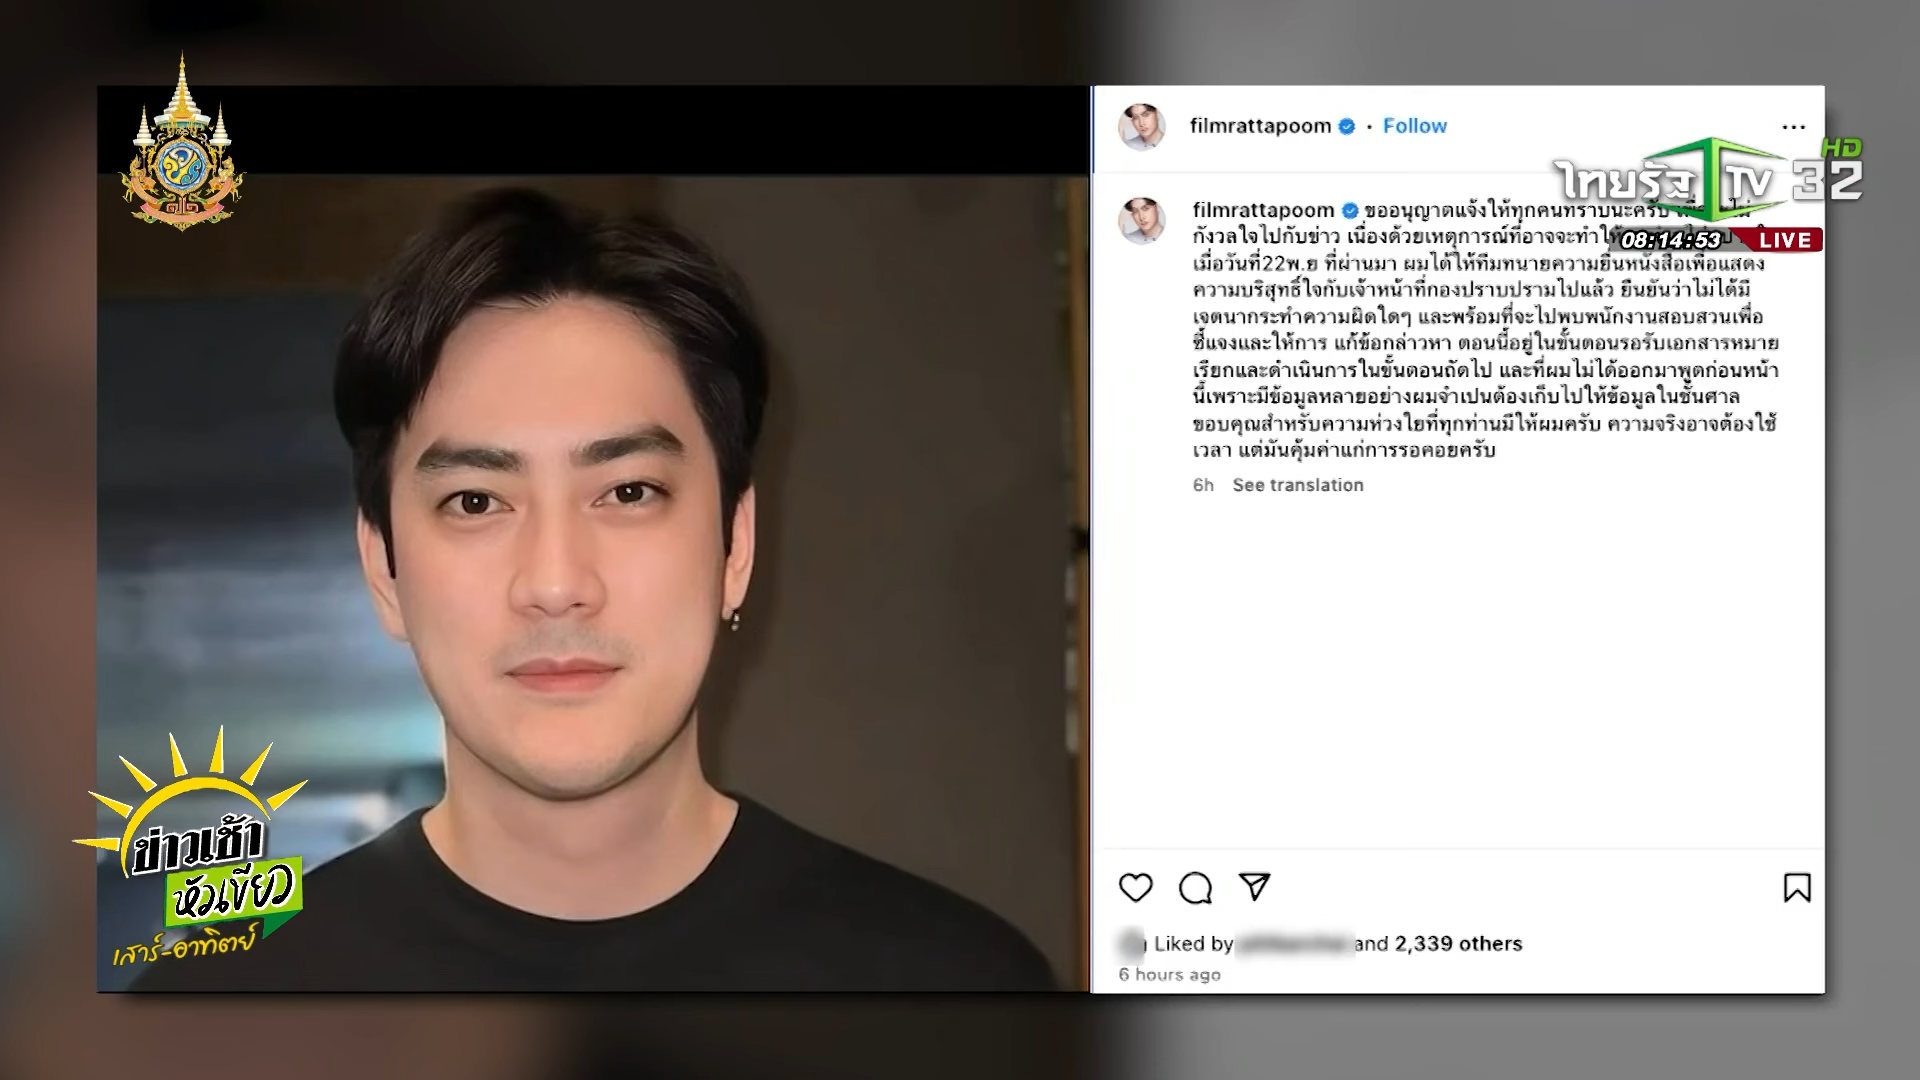 filmrattapoom • Follow
ไทยรัฐ TV HD 32
08:14:53 LIVE
filmrattapoom ขออนุญาตแจ้งให้ทุกคนทราบนะครับ
กังวลใจไปกับข่าว เนื่องด้วยเหตุการณ์ที่อาจจะทำให้
เมื่อวันที่22พ.ย ที่ผ่านมา ผมได้ให้ทีมทนายความยื่นหนังสือเพื่อแสดง
ความบริสุทธิ์ใจกับเจ้าหน้าที่กองปราบปรามไปแล้ว ยืนยันว่าไม่ได้มี
เจตนากระทำความผิดใดๆ และพร้อมที่จะไปพบพนักงานสอบสวนเพื่อ
ชี้แจงและให้การ แก้ข้อกล่าวหา ตอนนี้อยู่ในขั้นตอนรอรับเอกสารหมาย
เรียกและดำเนินการในขั้นตอนถัดไป และที่ผมไม่ได้ออกมาพูดก่อนหน้า
นี้เพราะมีข้อมูลหลายอย่างผมจำเป็นต้องเก็บไปให้ข้อมูลในชั้นศาล
ขอบคุณสำหรับความห่วงใยที่ทุกท่านมีให้ผมครับ ความจริงอาจต้องใช้
เวลา แต่มันคุ้มค่าแก่การรอคอยครับ
6h See translation
Liked by and 2,339 others
6 hours ago
ข่าวเช้า
หัวเขียว
เสาร์-อาทิตย์